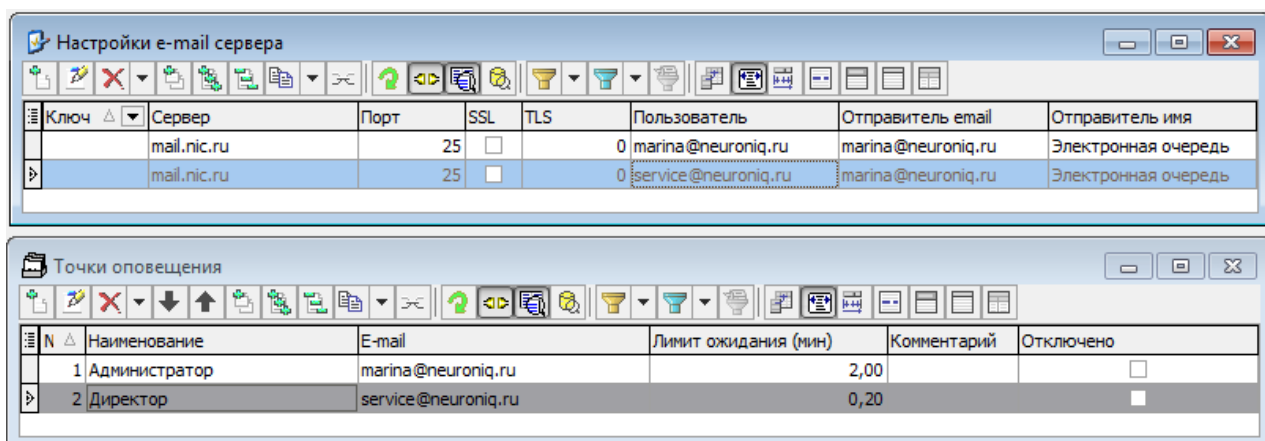 Настройки e-mail сервера
Ключ Сервер Порт SSL TLS Пользователь Отправитель email Отправитель имя
mail.nic.ru 25 0 marina@neuroniq.ru marina@neuroniq.ru Электронная очередь
mail.nic.ru 25 0 service@neuroniq.ru marina@neuroniq.ru Электронная очередь
Точки оповещения
N Наименование E-mail Лимит ожидания (мин) Комментарий Отключено
1 Администратор marina@neuroniq.ru 2,00
2 Директор service@neuroniq.ru 0,20